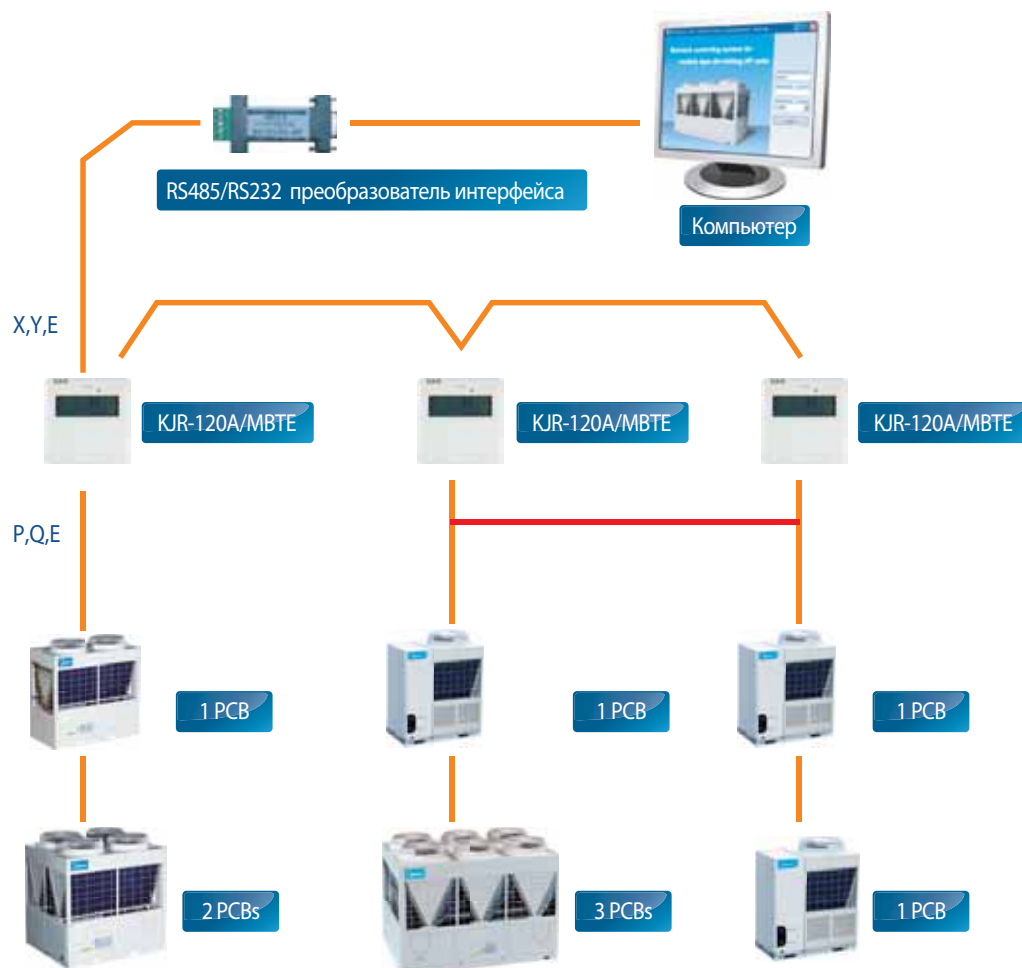 Компьютер
RS485/RS232 преобразователь интерфейса
X,Y,E
KJR-120A/MBTE
KJR-120A/MBTE
KJR-120A/MBTE
P,Q,E
1 PCB
1 PCB
1 PCB
2 PCBs
3 PCBs
1 PCB